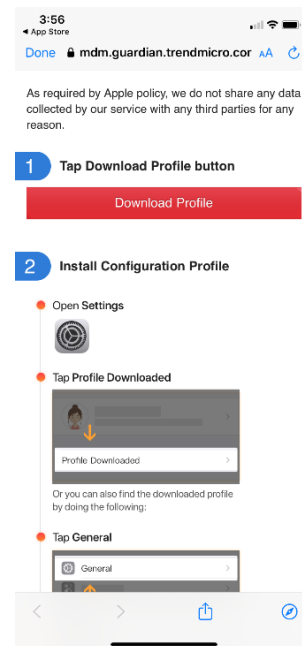 3:56
◀ App Store
Done mdm.guardian.trendmicro.cor AA
As required by Apple policy, we do not share any data
collected by our service with any third parties for any
reason.
1 Tap Download Profile button
Download Profile
2 Install Configuration Profile
Open Settings
Tap Profile Downloaded
Profile Downloaded
Or you can also find the downloaded profile
by doing the following:
Tap General
General